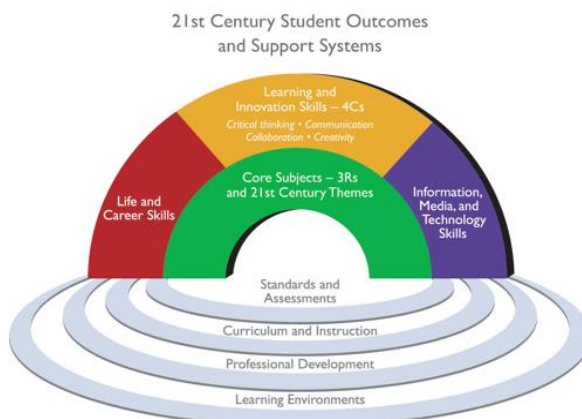 21st Century Student Outcomes
and Support Systems
Learning and
Innovation Skills – 4Cs
Critical thinking • Communication
Collaboration • Creativity
Core Subjects – 3Rs
and 21st Century Themes
Life and
Career Skills
Information,
Media, and
Technology
Skills
Standards and
Assessments
Curriculum and Instruction
Professional Development
Learning Environments